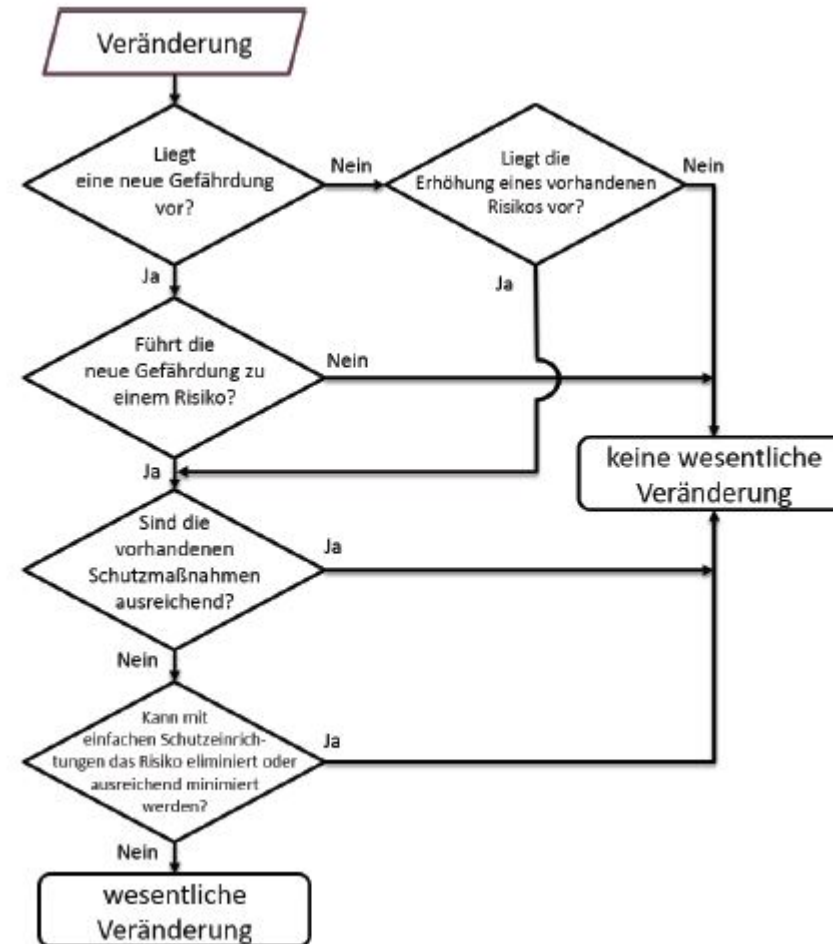 Veränderung
Liegt
eine neue Gefährdung
vor?
Nein
Liegt die
Erhöhung eines vorhandenen
Risikos vor?
Nein
Ja
Ja
Führt die
neue Gefährdung zu
einem Risiko?
Nein
Ja
keine wesentliche
Veränderung
Sind die
vorhandenen
Schutzmaßnahmen
ausreichend?
Ja
Nein
Kann mit
einfachen Schutzeinrich-
tungen das Risiko eliminiert oder
ausreichend minimiert
werden?
Ja
Nein
wesentliche
Veränderung